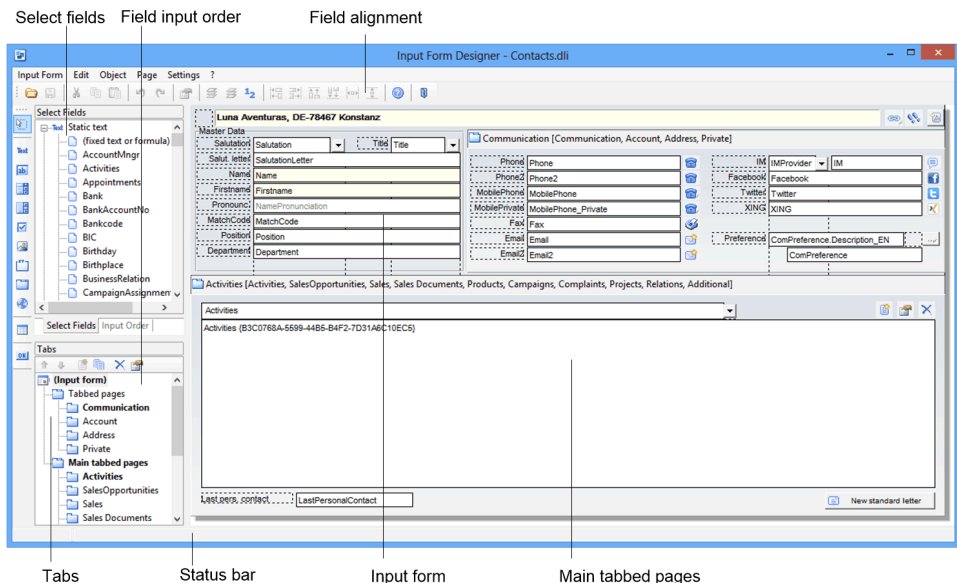 Select fields Field input order Field alignment
Input Form Designer - Contacts.dli
Input Form Edit Object Page Settings ?
Select Fields
Text Static text
(fixed text or formula)
AccountMgr
Activities
Appointments
Bank
BankAccountNo
Bankcode
BIC
Birthday
Birthplace
BusinessRelation
CampaignAssignmen
Select Fields Input Order
Text
ab
OK
Tabs
(Input form)
Tabbed pages
Communication
Account
Address
Private
Main tabbed pages
Activities
SalesOpportunities
Sales
Sales Documents
Luna Aventuras, DE-78467 Konstanz
Master Data
Salutation Salutation Title Title
Salut. letter SalutationLetter
Name Name
Firstname Firstname
Pronounc. NamePronunciation
MatchCode MatchCode
Position Position
Department Department
Communication [Communication, Account, Address, Private]
Phone Phone IM IMProvider IM
Phone2 Phone2 Facebook Facebook
MobilePhone MobilePhone Twitter Twitter
MobilePrivate MobilePhone_Private XING XING
Fax Fax
Email Email Preference ComPreference.Description_EN ...
Email2 Email2 ComPreference
Activities [Activities, SalesOpportunities, Sales, Sales Documents, Products, Campaigns, Complaints, Projects, Relations, Additional]
Activities
Activities {B3C0768A-5599-44B5-B4F2-7D31A6C10EC5}
Last pers. contact LastPersonalContact New standard letter
Tabs Status bar Input form Main tabbed pages